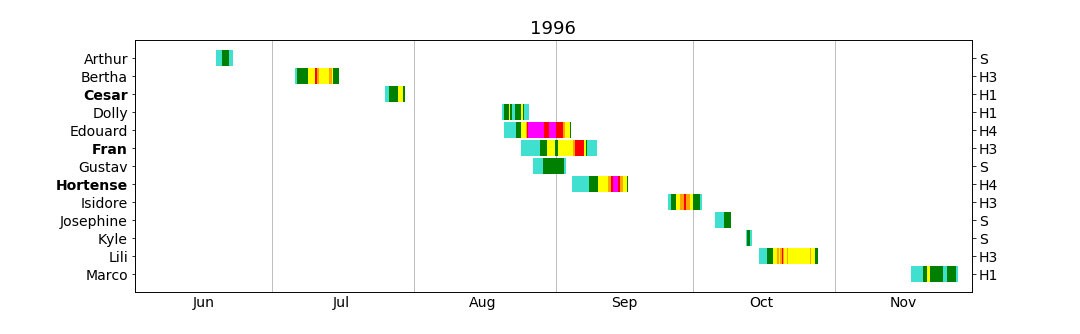 1996
Arthur S
Bertha H3
Cesar H1
Dolly H1
Edouard H4
Fran H3
Gustav S
Hortense H4
Isidore H3
Josephine S
Kyle S
Lili H3
Marco H1
Jun Jul Aug Sep Oct Nov